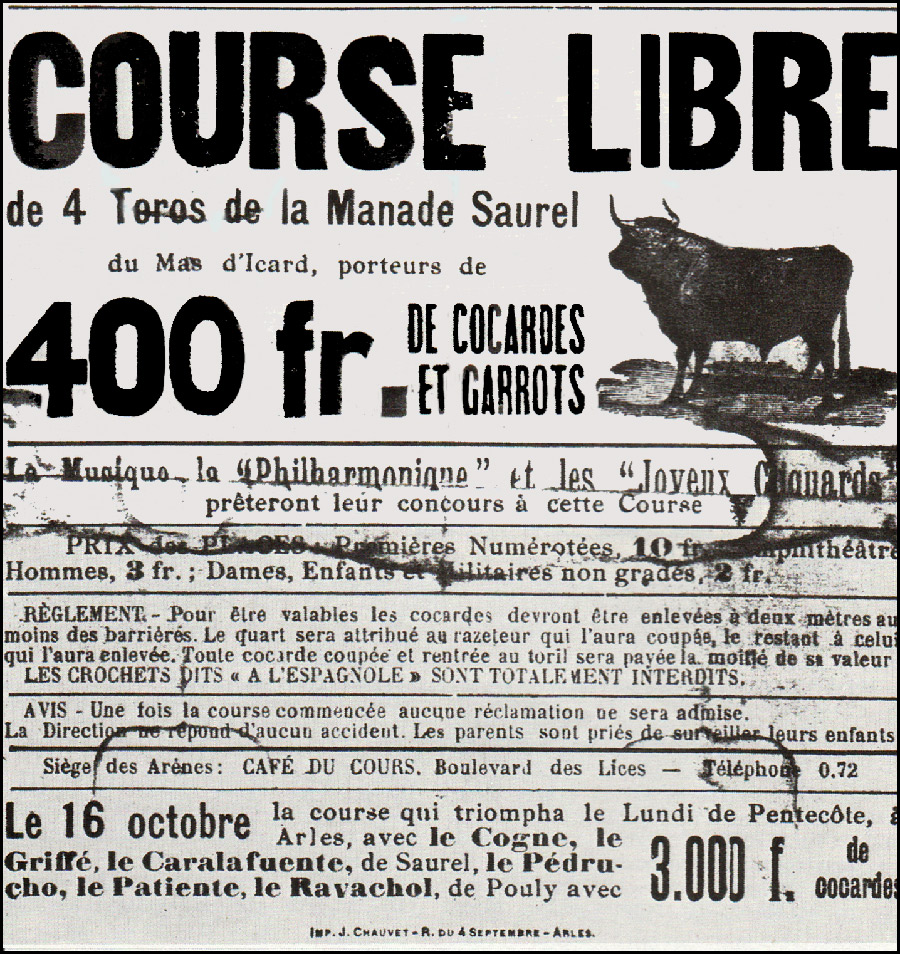 COURSE LIBRE
de 4 Toros de la Manade Saurel
du Mas d'Icard, porteurs de
400 fr. DE COCARDES
ET GARROTS
La Musique la “Philharmonique” et les “Joyeux
prêteront leur concours à cette Course
PRIX des PLACES : Premières Numérotées, 10 fr. Amphithéâtre
Hommes, 3 fr. ; Dames, Enfants et Militaires non gradés, 2 fr.
RÈGLEMENT. - Pour être valables les cocardes devront être enlevées à deux mètres au
moins des barrières. Le quart sera attribué au razeteur qui l'aura coupée, le restant à celui
qui l'aura enlevée. Toute cocarde coupée et rentrée au toril sera payée la moitié de sa valeur
LES CROCHETS DITS « A L'ESPAGNOLE » SONT TOTALEMENT INTERDITS.
AVIS - Une fois la course commencée aucune réclamation ne sera admise.
La Direction ne répond d'aucun accident. Les parents sont priés de surveiller leurs enfants
Siège des Arènes : CAFÉ DU COURS. Boulevard des Lices — Téléphone 0.72
Le 16 octobre la course qui triompha le Lundi de Pentecôte, à
Arles, avec le Cogne, le
Griffé, le Caralafuente, de Saurel, le Pédru-
cho, le Patiente, le Ravachol, de Pouly avec
3.000 f. de
cocardes
IMP. J. CHAUVET - R. DU 4 SEPTEMBRE - ARLES.